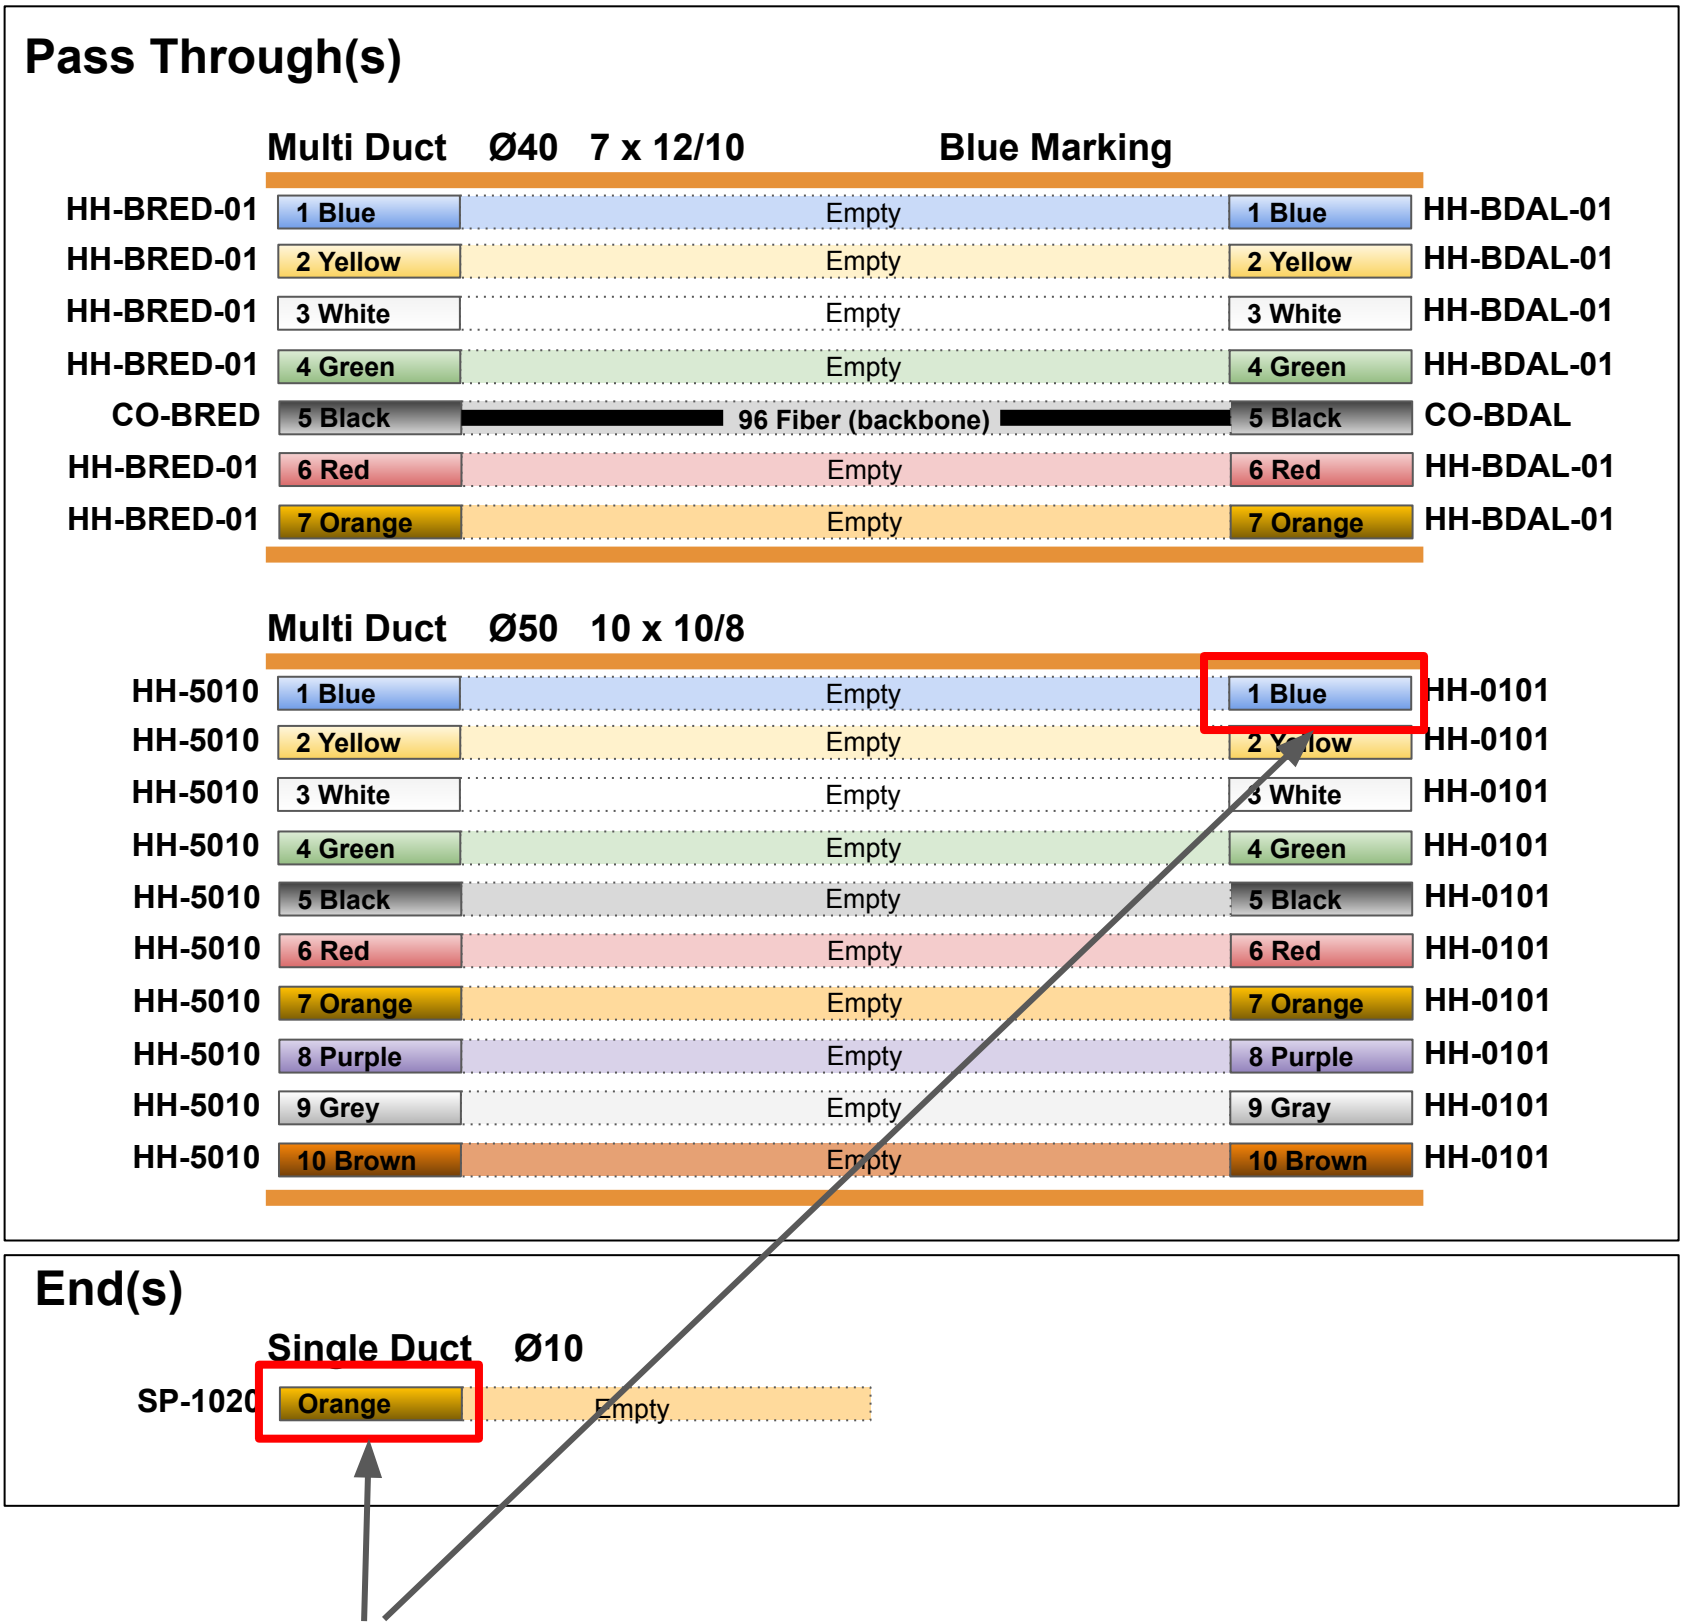 Pass Through(s)
Multi Duct Ø40 7 x 12/10 Blue Marking
HH-BRED-01 1 Blue Empty 1 Blue HH-BDAL-01
HH-BRED-01 2 Yellow Empty 2 Yellow HH-BDAL-01
HH-BRED-01 3 White Empty 3 White HH-BDAL-01
HH-BRED-01 4 Green Empty 4 Green HH-BDAL-01
CO-BRED 5 Black 96 Fiber (backbone) 5 Black CO-BDAL
HH-BRED-01 6 Red Empty 6 Red HH-BDAL-01
HH-BRED-01 7 Orange Empty 7 Orange HH-BDAL-01
Multi Duct Ø50 10 x 10/8
HH-5010 1 Blue Empty 1 Blue HH-0101
HH-5010 2 Yellow Empty 2 Yellow HH-0101
HH-5010 3 White Empty 3 White HH-0101
HH-5010 4 Green Empty 4 Green HH-0101
HH-5010 5 Black Empty 5 Black HH-0101
HH-5010 6 Red Empty 6 Red HH-0101
HH-5010 7 Orange Empty 7 Orange HH-0101
HH-5010 8 Purple Empty 8 Purple HH-0101
HH-5010 9 Grey Empty 9 Gray HH-0101
HH-5010 10 Brown Empty 10 Brown HH-0101
End(s)
Single Duct Ø10
SP-1020 Orange Empty